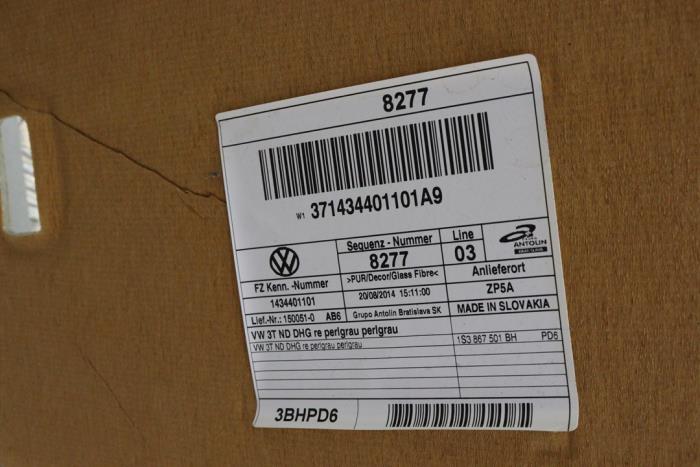 8277
W1 371434401101A9
Sequenz - Nummer Line
8277 03
GRUPO ANTOLIN
FZ Kenn. -Nummer >PUR/Decor/Glass Fibre< Anlieferort
1434401101 20/08/2014 15:11:00 ZP5A
Lief.-Nr.: 150051-0 AB6 Grupo Antolin Bratislava SK MADE IN SLOVAKIA
VW 3T ND DHG re perlgrau perlgrau
VW 3T ND DHG re perlgrau perlgrau 1S3 867 501 BH PD6
3BHPD6